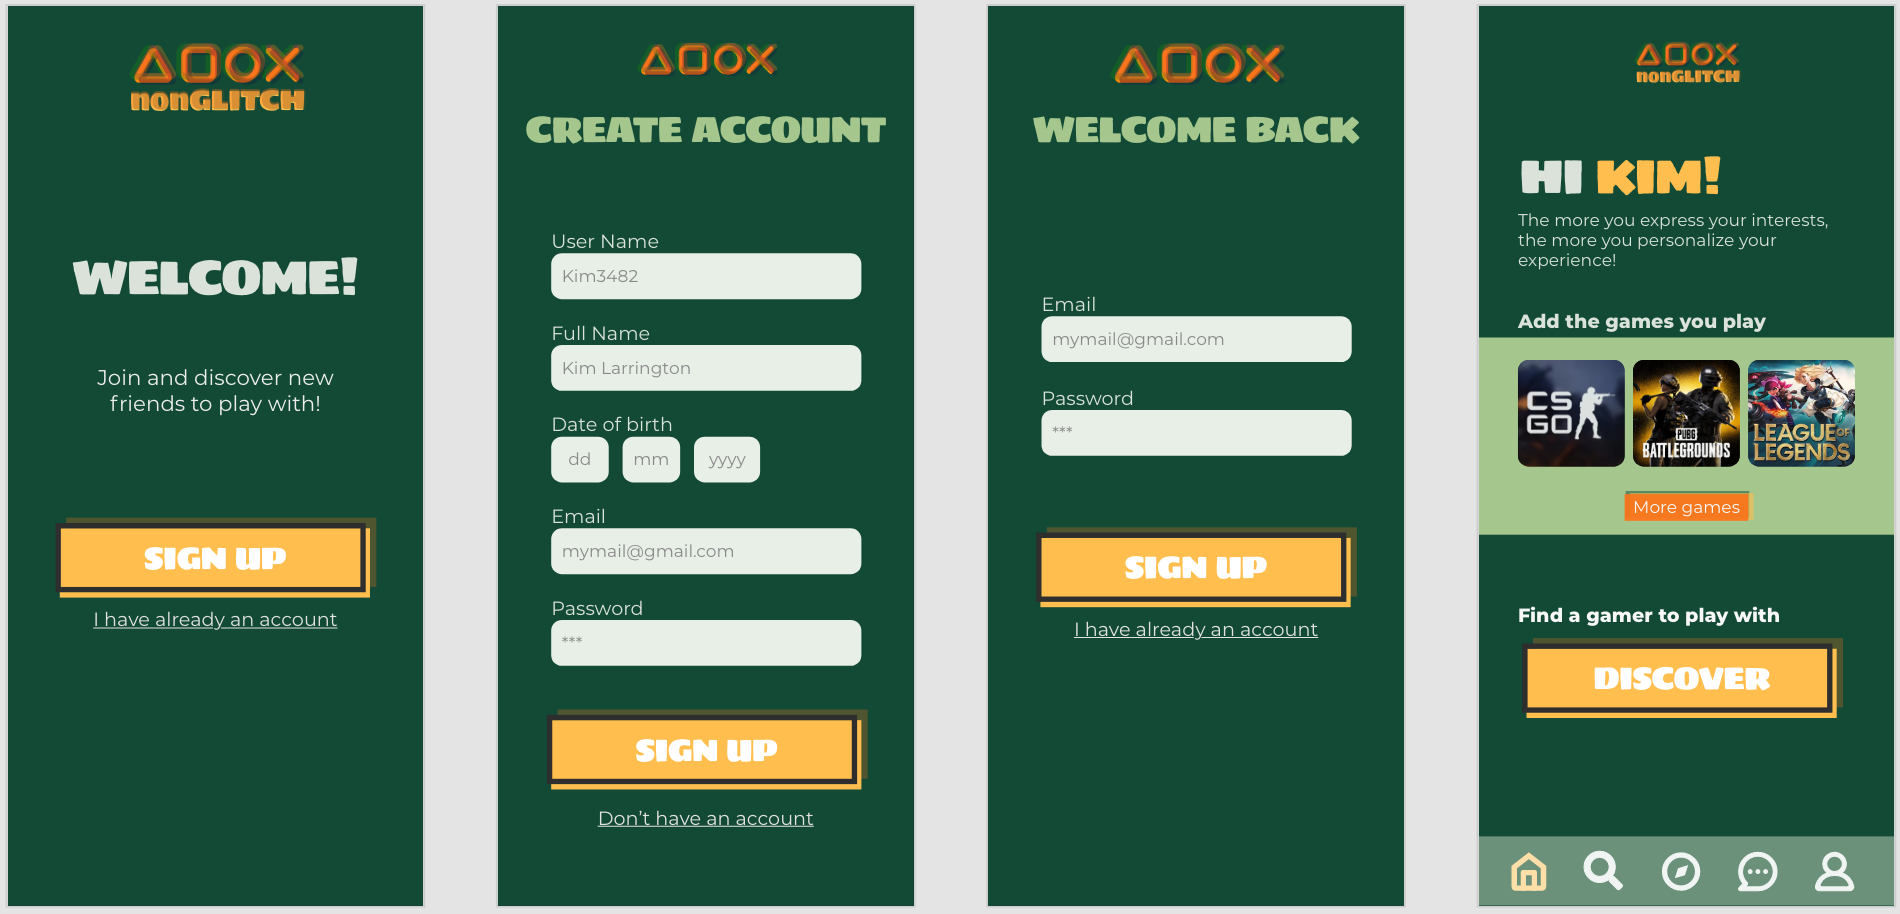 nonGLITCH
WELCOME!
Join and discover new
friends to play with!
SIGN UP
I have already an account
CREATE ACCOUNT
User Name
Kim3482
Full Name
Kim Larrington
Date of birth
dd mm yyyy
Email
mymail@gmail.com
Password
***
SIGN UP
Don't have an account
WELCOME BACK
Email
mymail@gmail.com
Password
***
SIGN UP
I have already an account
nonGLITCH
HI KIM!
The more you express your interests,
the more you personalize your
experience!
Add the games you play
CS
GO
PUBG
BATTLEGROUNDS
LEAGUE OF
LEGENDS
More games
Find a gamer to play with
DISCOVER